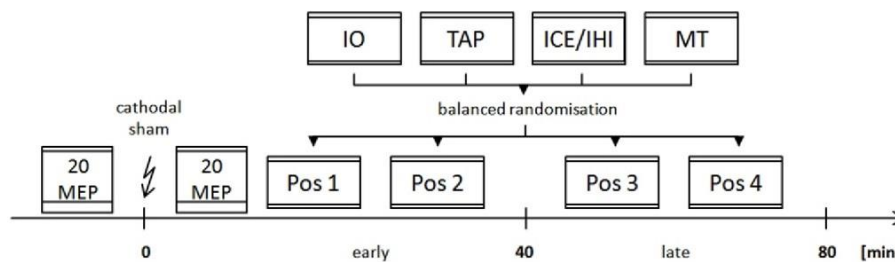 IO TAP ICE/IHI MT
balanced randomisation
cathodal
sham
20 MEP 20 MEP Pos 1 Pos 2 Pos 3 Pos 4
0 early 40 late 80 [min